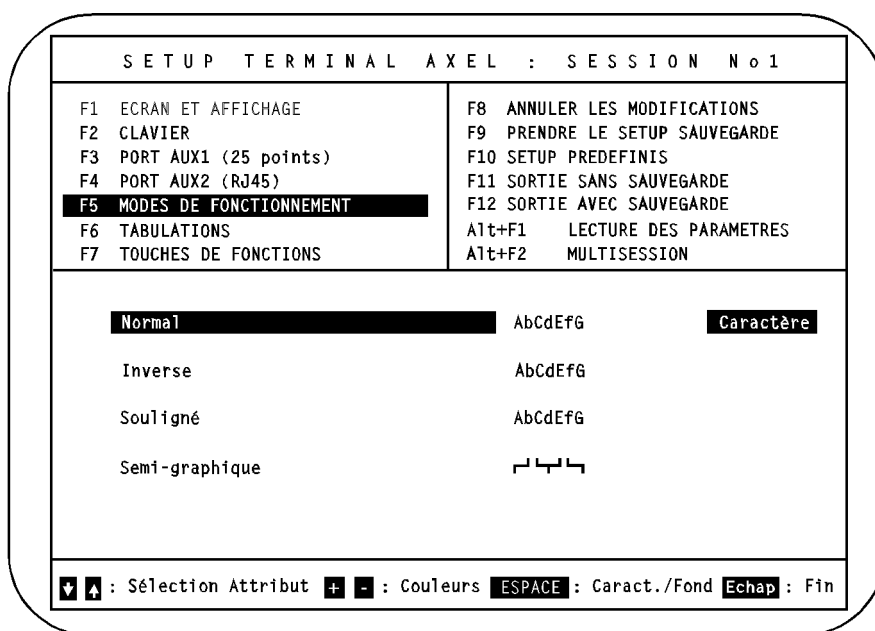 SETUP TERMINAL AXEL : SESSION No1
F1 ECRAN ET AFFICHAGE
F2 CLAVIER
F3 PORT AUX1 (25 points)
F4 PORT AUX2 (RJ45)
F5 MODES DE FONCTIONNEMENT
F6 TABULATIONS
F7 TOUCHES DE FONCTIONS
F8 ANNULER LES MODIFICATIONS
F9 PRENDRE LE SETUP SAUVEGARDE
F10 SETUP PREDEFINIS
F11 SORTIE SANS SAUVEGARDE
F12 SORTIE AVEC SAUVEGARDE
Alt+F1 LECTURE DES PARAMETRES
Alt+F2 MULTISESSION
Normal AbCdEfG Caractère
Inverse AbCdEfG
Souligné AbCdEfG
Semi-graphique ┌┘└┬┘└┐
↓ ↑ : Sélection Attribut + - : Couleurs ESPACE : Caract./Fond Echap : Fin